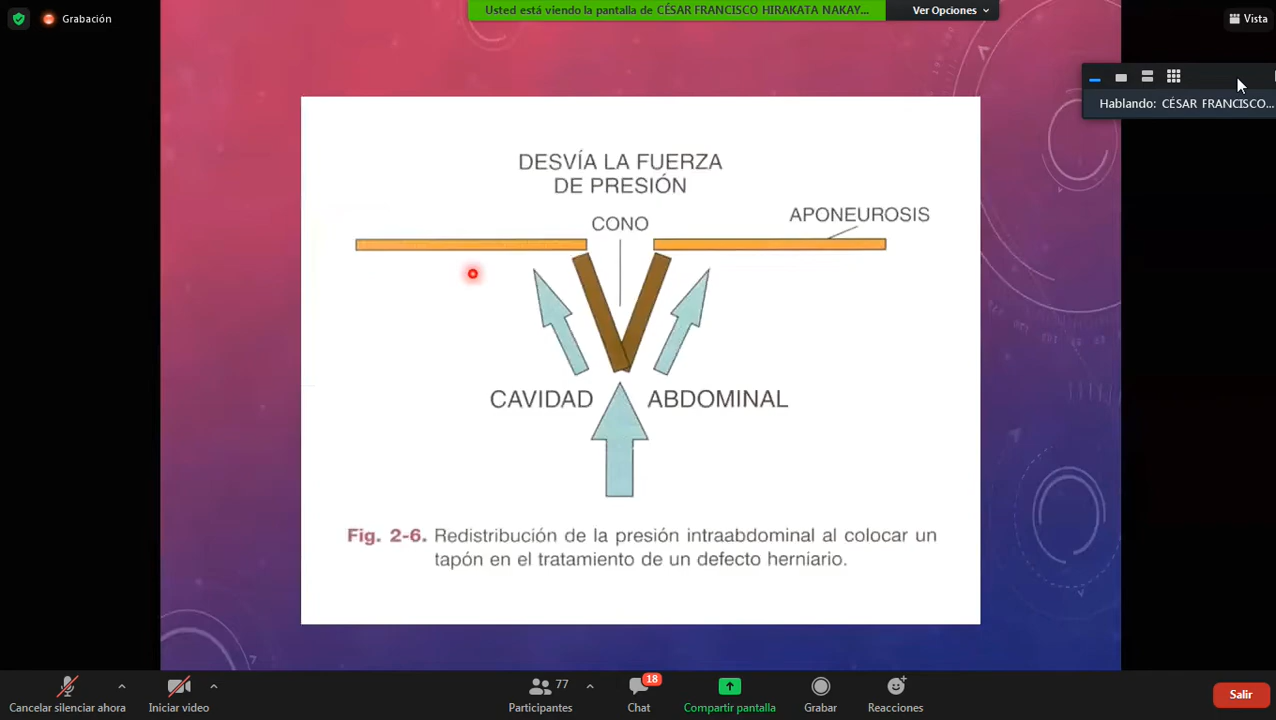 Grabación
Usted está viendo la pantalla de CÉSAR FRANCISCO HIRAKATA NAKAY...
Ver Opciones
Vista
Hablando: CÉSAR FRANCISCO...
DESVÍA LA FUERZA
DE PRESIÓN
CONO
APONEUROSIS
CAVIDAD ABDOMINAL
Fig. 2-6. Redistribución de la presión intraabdominal al colocar un
tapón en el tratamiento de un defecto herniario.
Cancelar silenciar ahora
Iniciar video
77
Participantes
18
Chat
Compartir pantalla
Grabar
Reacciones
Salir